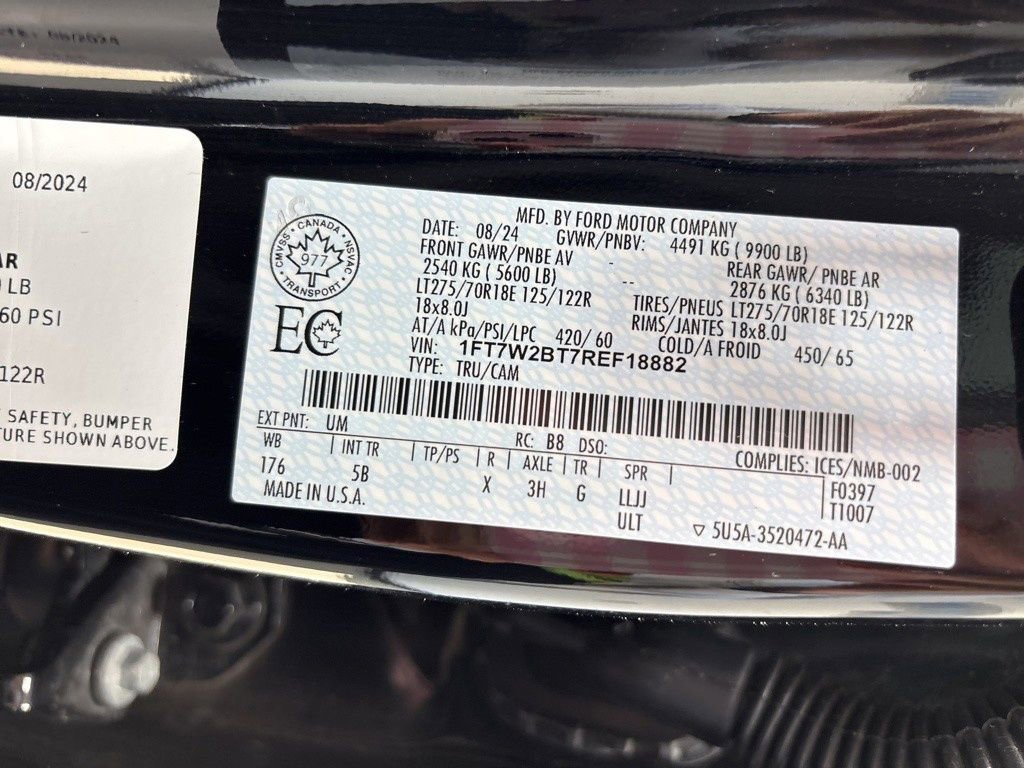 08/2024
AR
LB
60 PSI
122R
SAFETY, BUMPER
TURE SHOWN ABOVE.
MFD. BY FORD MOTOR COMPANY
DATE: 08/24 GVWR/PNBV: 4491 KG ( 9900 LB)
FRONT GAWR/PNBE AV - REAR GAWR/ PNBE AR
2540 KG ( 5600 LB) -- 2876 KG ( 6340 LB)
LT275/70R18E 125/122R TIRES/PNEUS LT275/70R18E 125/122R
18x8.0J RIMS/JANTES 18x8.0J
AT/A kPa/PSI/LPC 420/ 60 COLD/A FROID 450/ 65
VIN: 1FT7W2BT7REF18882
TYPE: TRU/CAM
CMVSS • CANADA • NSVAC • TRANSPORT •
977
EC
EXT PNT: UM RC: B8 DSO:
COMPLIES: ICES/NMB-002
WB | INT TR | TP/PS | R | AXLE | TR | SPR |
176 5B X 3H G LLJJ F0397
ULT T1007
MADE IN U.S.A.
5U5A-3520472-AA